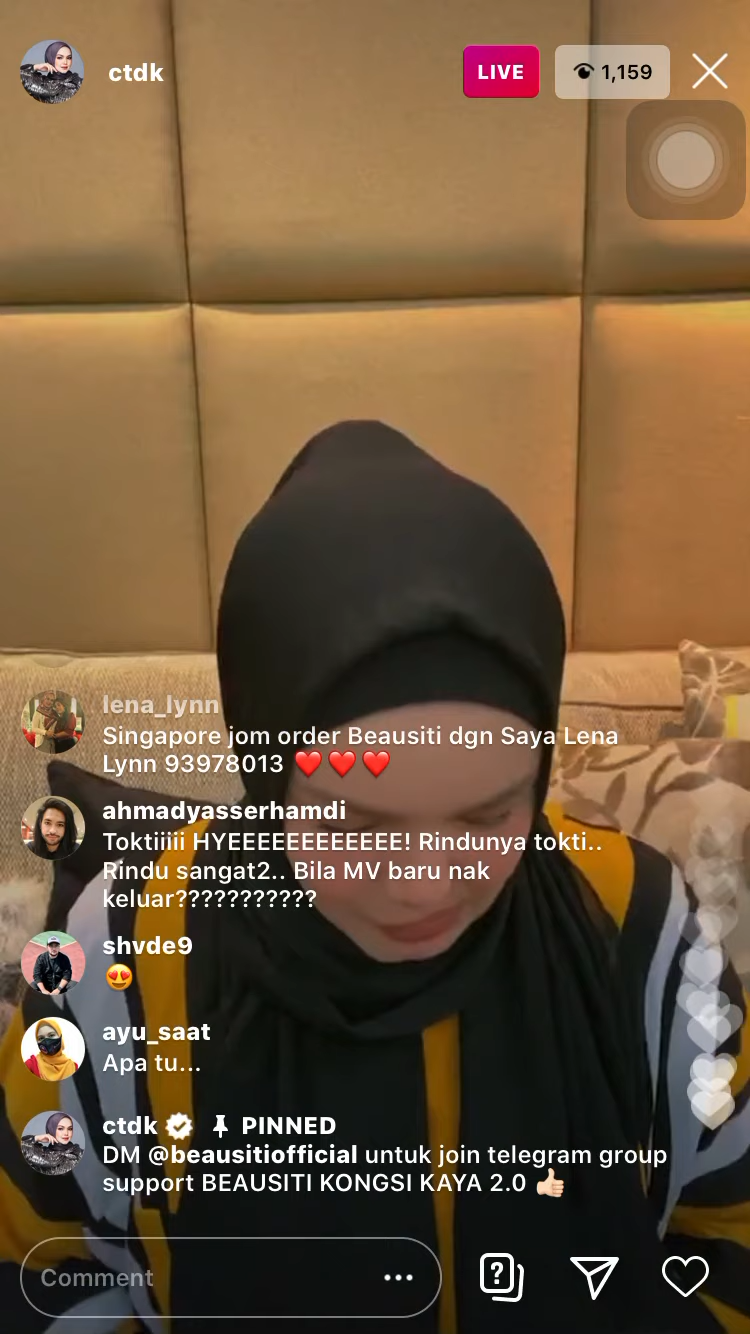 ctdk
LIVE
1,159
lena_lynn
Singapore jom order Beausiti dgn Saya Lena
Lynn 93978013 ❤️❤️❤️
ahmadyasserhamdi
Toktiiiii HYEEEEEEEEEEEE! Rindunya tokti..
Rindu sangat2.. Bila MV baru nak
keluar???????????
shvde9
😍
ayu_saat
Apa tu...
ctdk PINNED
DM @beausitiofficial untuk join telegram group
support BEAUSITI KONGSI KAYA 2.0 👍🏻
Comment